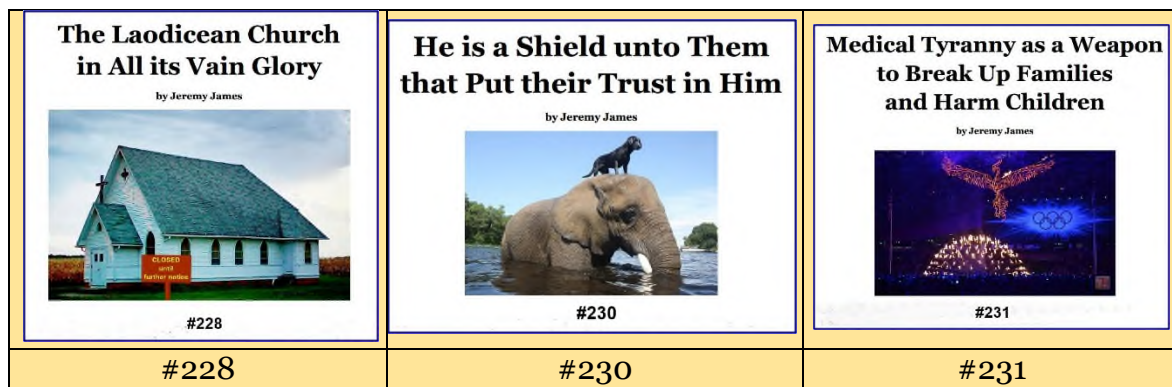 The Laodicean Church
in All its Vain Glory
by Jeremy James
CLOSED
until
further notice
#228
He is a Shield unto Them
that Put their Trust in Him
by Jeremy James
#230
Medical Tyranny as a Weapon
to Break Up Families
and Harm Children
by Jeremy James
#231
#228
#230
#231